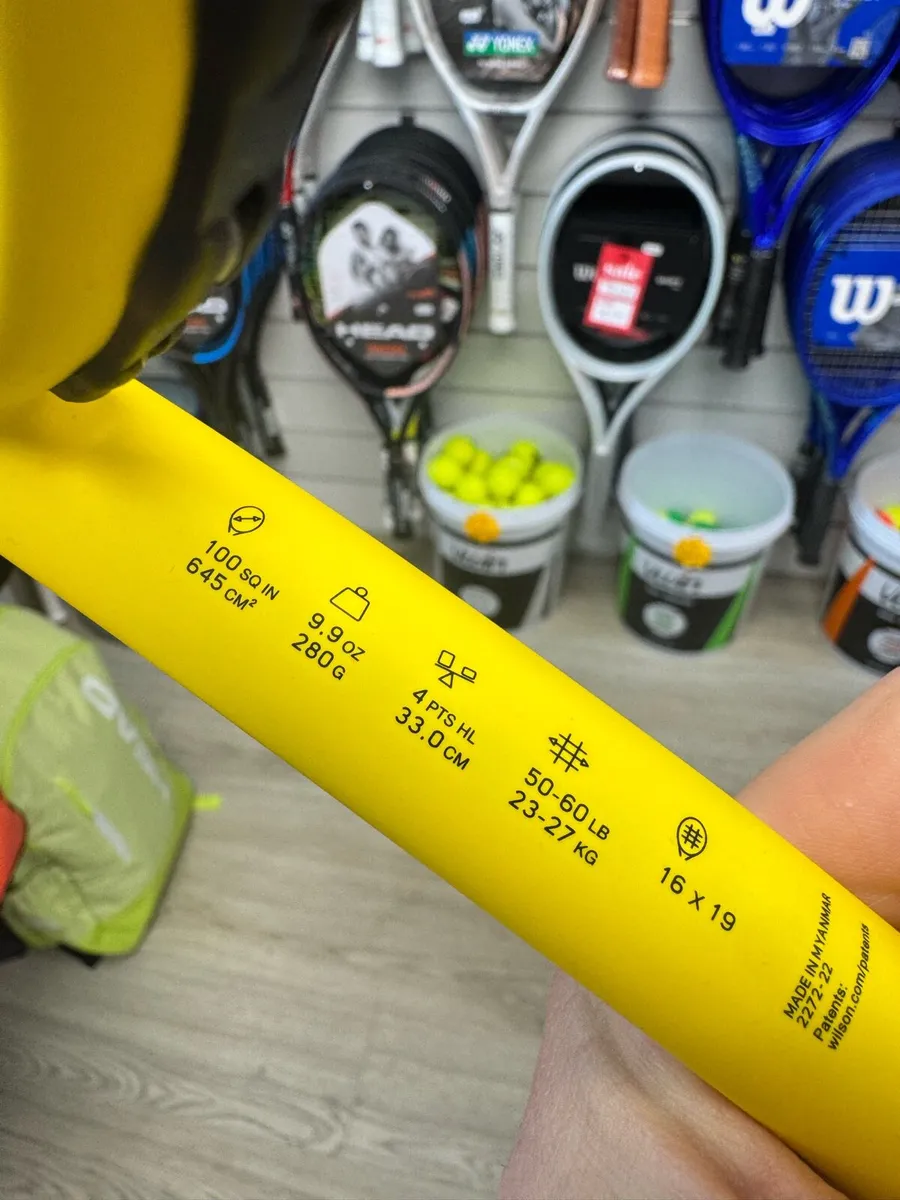 YONEX
HEAD
Sale
W
100 SQ IN
645 CM²
9.9 OZ
280 G
4 PTS HL
33.0 CM
50-60 LB
23-27 KG
16 x 19
MADE IN MYANMAR
2272-22
Patents:
wilson.com/patents